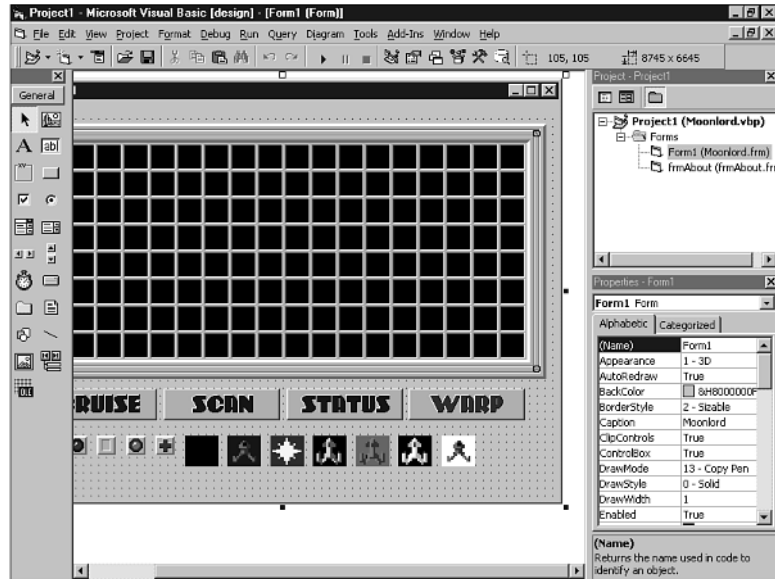 Project1 - Microsoft Visual Basic [design] - [Form1 (Form)]
File Edit View Project Format Debug Run Query Diagram Tools Add-Ins Window Help
105, 105 8745 x 6645
General
A ab|
XV
OLE
RUISE SCAN STATUS WARP
Project - Project1
Project1 (Moonlord.vbp)
Forms
Form1 (Moonlord.frm)
frmAbout (frmAbout.fr
Properties - Form1
Form1 Form
Alphabetic Categorized
(Name) Form1
Appearance 1 - 3D
AutoRedraw True
BackColor &H8000000F
BorderStyle 2 - Sizable
Caption Moonlord
ClipControls True
ControlBox True
DrawMode 13 - Copy Pen
DrawStyle 0 - Solid
DrawWidth 1
Enabled True
(Name)
Returns the name used in code to
identify an object.